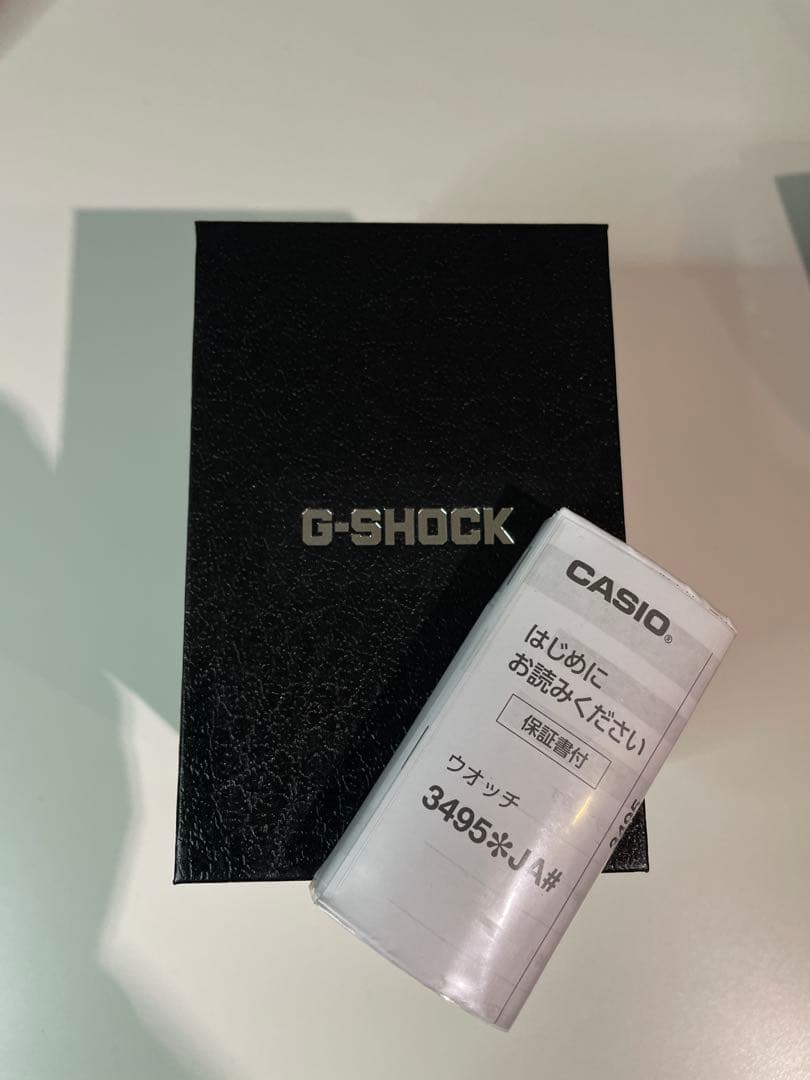 G-SHOCK
CASIO®
はじめに
お読みください
保証書付
ウオッチ
3495＊JA#